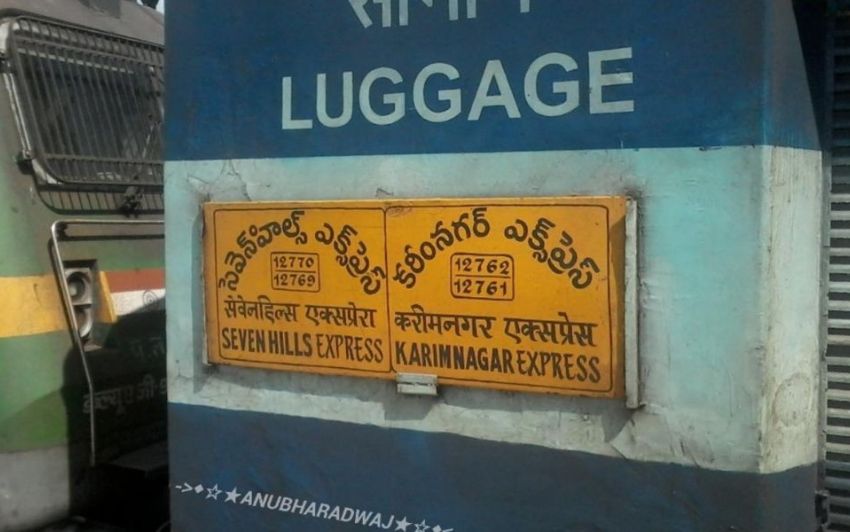 सामान
LUGGAGE
సెవెన్‌హిల్స్ ఎక్స్‌ప్రెస్
12770
12769
सेवेनहिल्स एक्सप्रेस
SEVEN HILLS EXPRESS
కరీంనగర్ ఎక్స్‌ప్రెస్
12762
12761
करीमनगर एक्सप्रेस
KARIMNAGAR EXPRESS
डब्ल्यू ए जी
->♦☆★ANUBHARADWAJ★☆♦